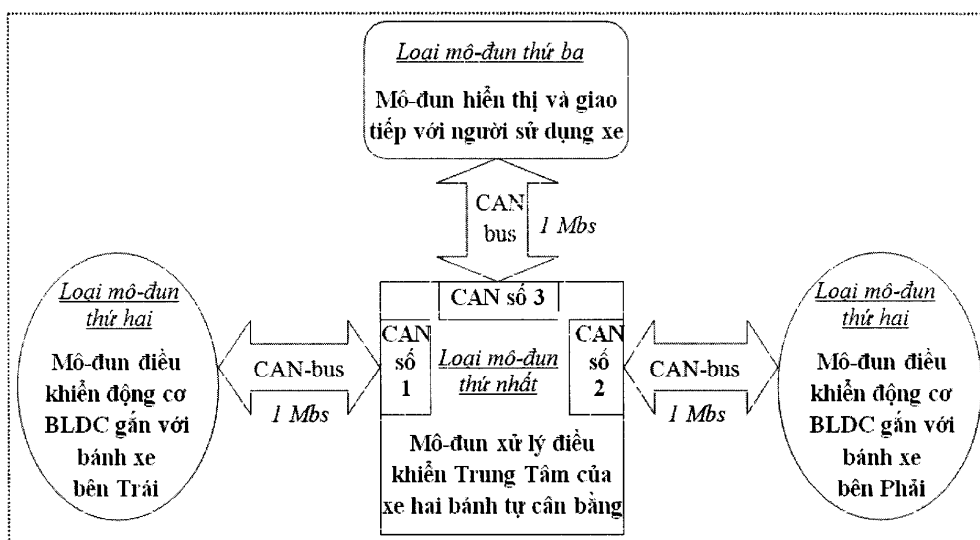 Loại mô-đun thứ ba
Mô-đun hiển thị và giao
tiếp với người sử dụng xe
CAN
bus
1 Mbs
Loại mô-đun
thứ hai
Mô-đun điều
khiển động cơ
BLDC gắn với
bánh xe
bên Trái
CAN-bus
1 Mbs
CAN số 3
CAN
số
1
Loại mô-đun
thứ nhất
CAN
số
2
Mô-đun xử lý điều
khiển Trung Tâm của
xe hai bánh tự cân bằng
CAN-bus
1 Mbs
Loại mô-đun
thứ hai
Mô-đun điều
khiển động cơ
BLDC gắn với
bánh xe
bên Phải